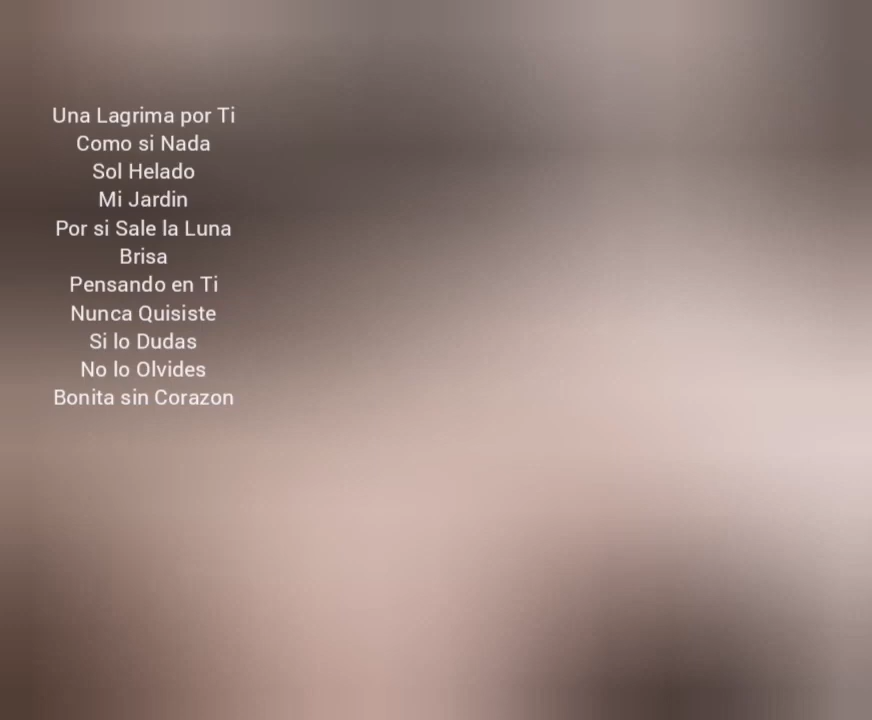 Una Lagrima por Ti
Como si Nada
Sol Helado
Mi Jardin
Por si Sale la Luna
Brisa
Pensando en Ti
Nunca Quisiste
Si lo Dudas
No lo Olvides
Bonita sin Corazon